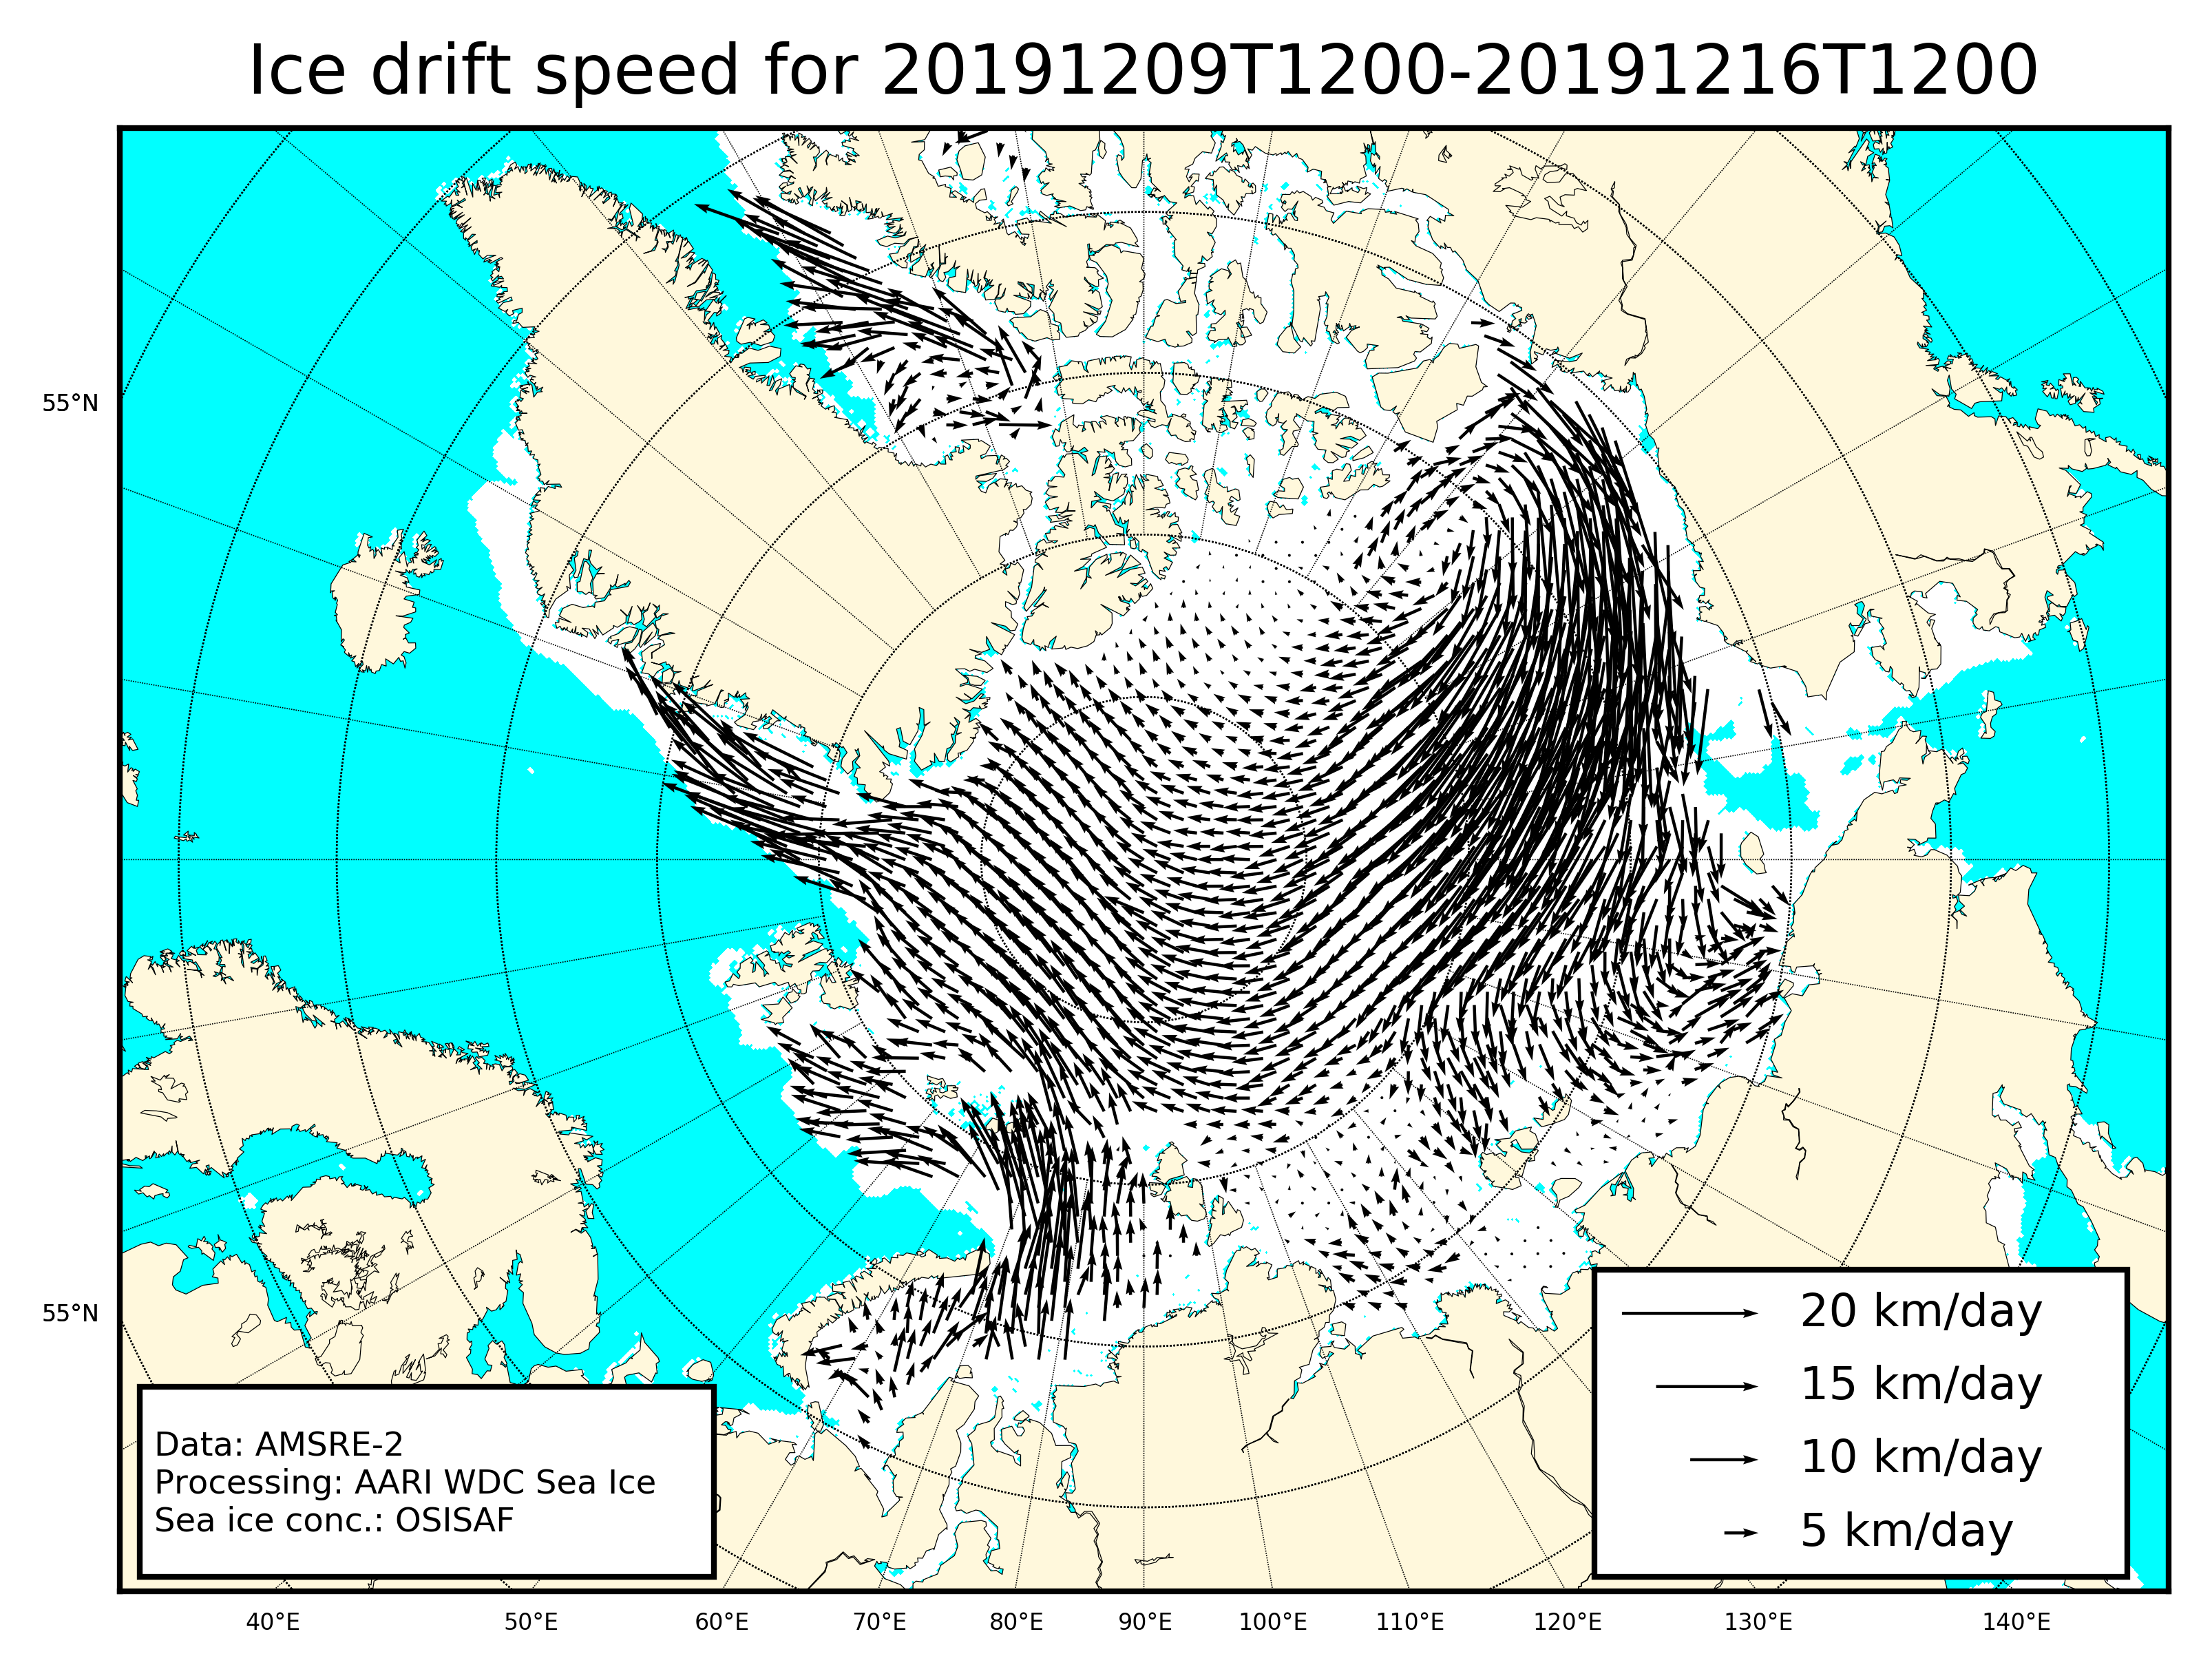 Ice drift speed for 20191209T1200-20191216T1200
55°N
55°N
20 km/day
15 km/day
10 km/day
5 km/day
Data: AMSRE-2
Processing: AARI WDC Sea Ice
Sea ice conc.: OSISAF
40°E 50°E 60°E 70°E 80°E 90°E 100°E 110°E 120°E 130°E 140°E